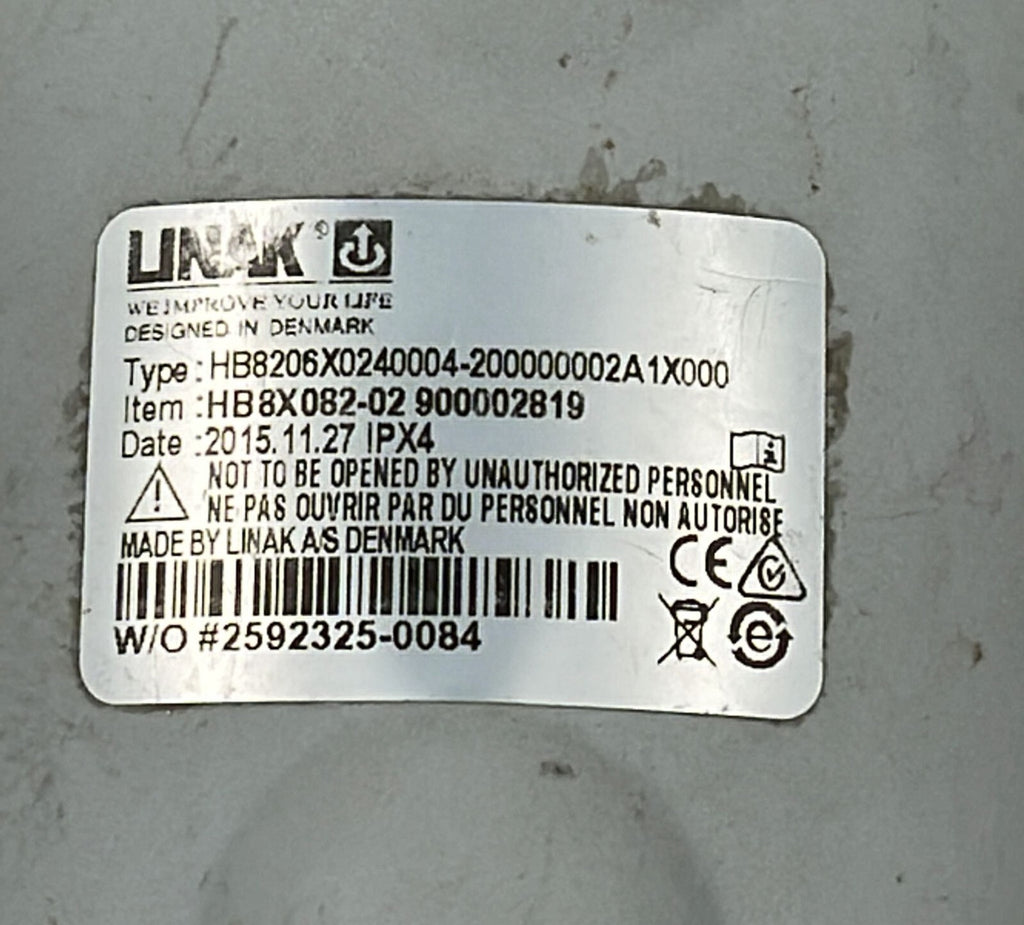 LINAK®
WE IMPROVE YOUR LIFE
DESIGNED IN DENMARK
Type : HB8206X0240004-200000002A1X000
Item : HB8X082-02 900002819
Date : 2015.11.27 IPX4
NOT TO BE OPENED BY UNAUTHORIZED PERSONNEL
NE PAS OUVRIR PAR DU PERSONNEL NON AUTORISE
MADE BY LINAK A/S DENMARK
CE
W/O #2592325-0084
e